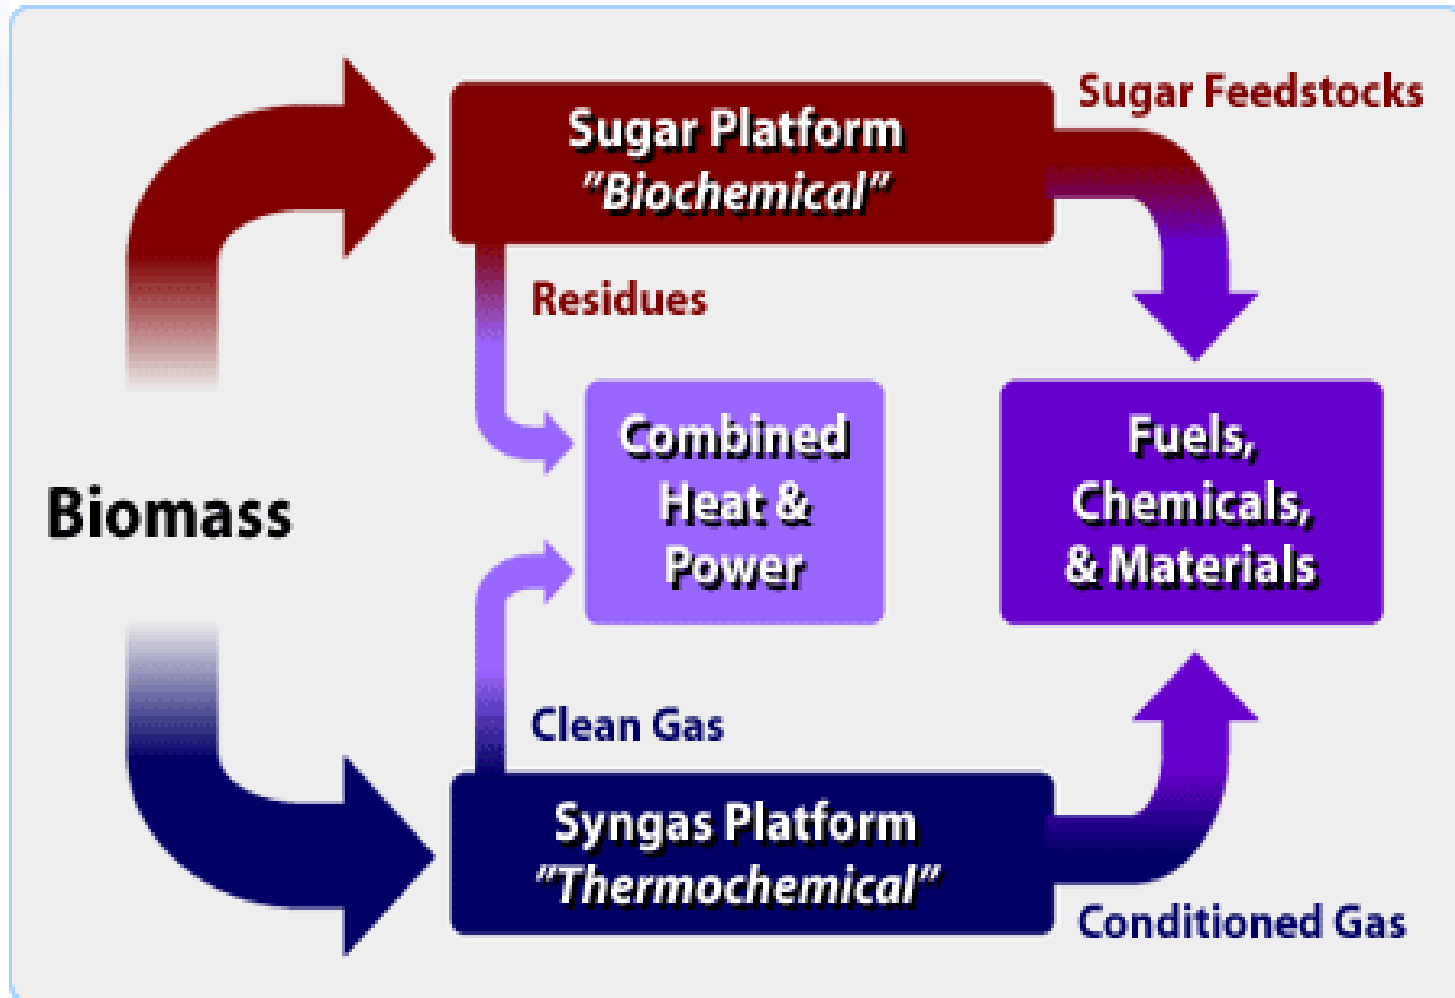 Sugar Feedstocks
Sugar Platform
"Biochemical"
Residues
Combined
Heat &
Power
Fuels,
Chemicals,
& Materials
Biomass
Clean Gas
Syngas Platform
"Thermochemical"
Conditioned Gas